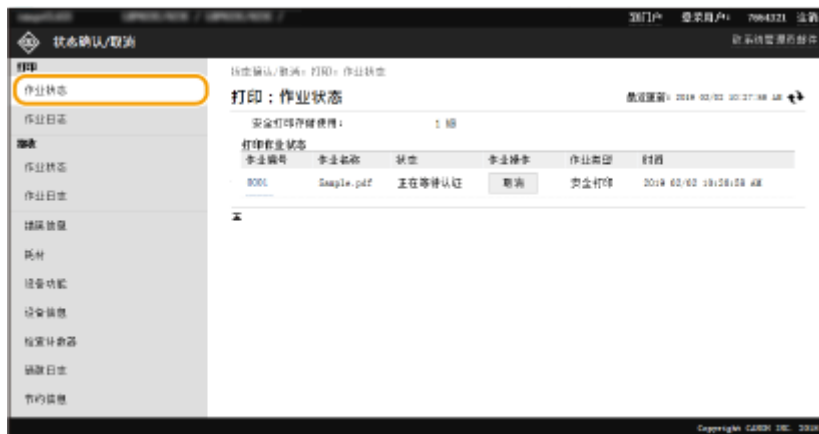 到门户 登录用户: 7654321 注销
状态确认/取消 致系统管理员邮件
打印
作业状态
作业日志
接收
作业状态
作业日志
错误信息
耗材
设备功能
设备信息
检查计数器
碳酸日志
节约信息
状态确认/取消: 打印: 作业状态
打印:作业状态
最近更新: 2019 02/02 10:27:38 AM
安全打印存储使用: 1 KB
打印作业状态
作业编号 作业名称 状态 作业操作 作业类型 时间
0001 Sample.pdf 正在等待认证 取消 安全打印 2019 02/02 10:26:58 AM
Copyright CANON INC. 2018